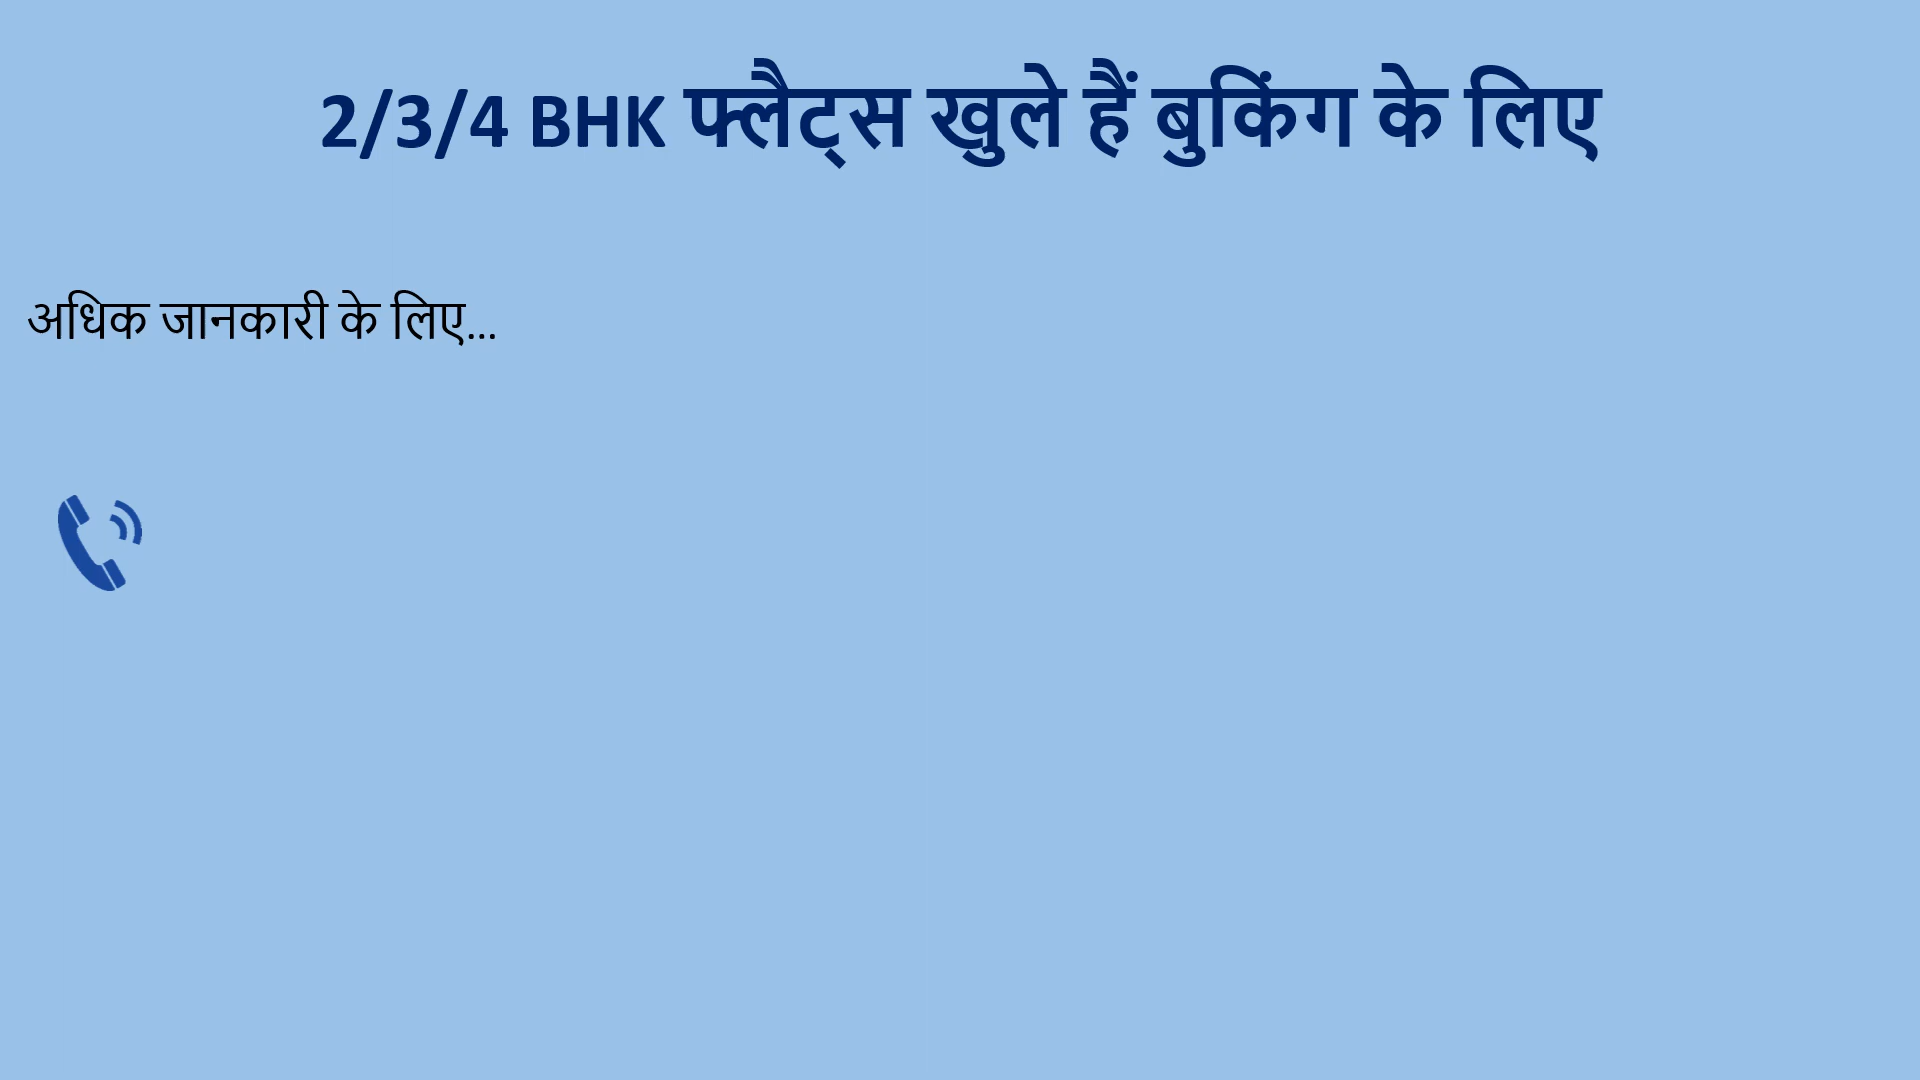 2/3/4 BHK फ्लैट्स खुले हैं बुकिंग के लिए
अधिक जानकारी के लिए...